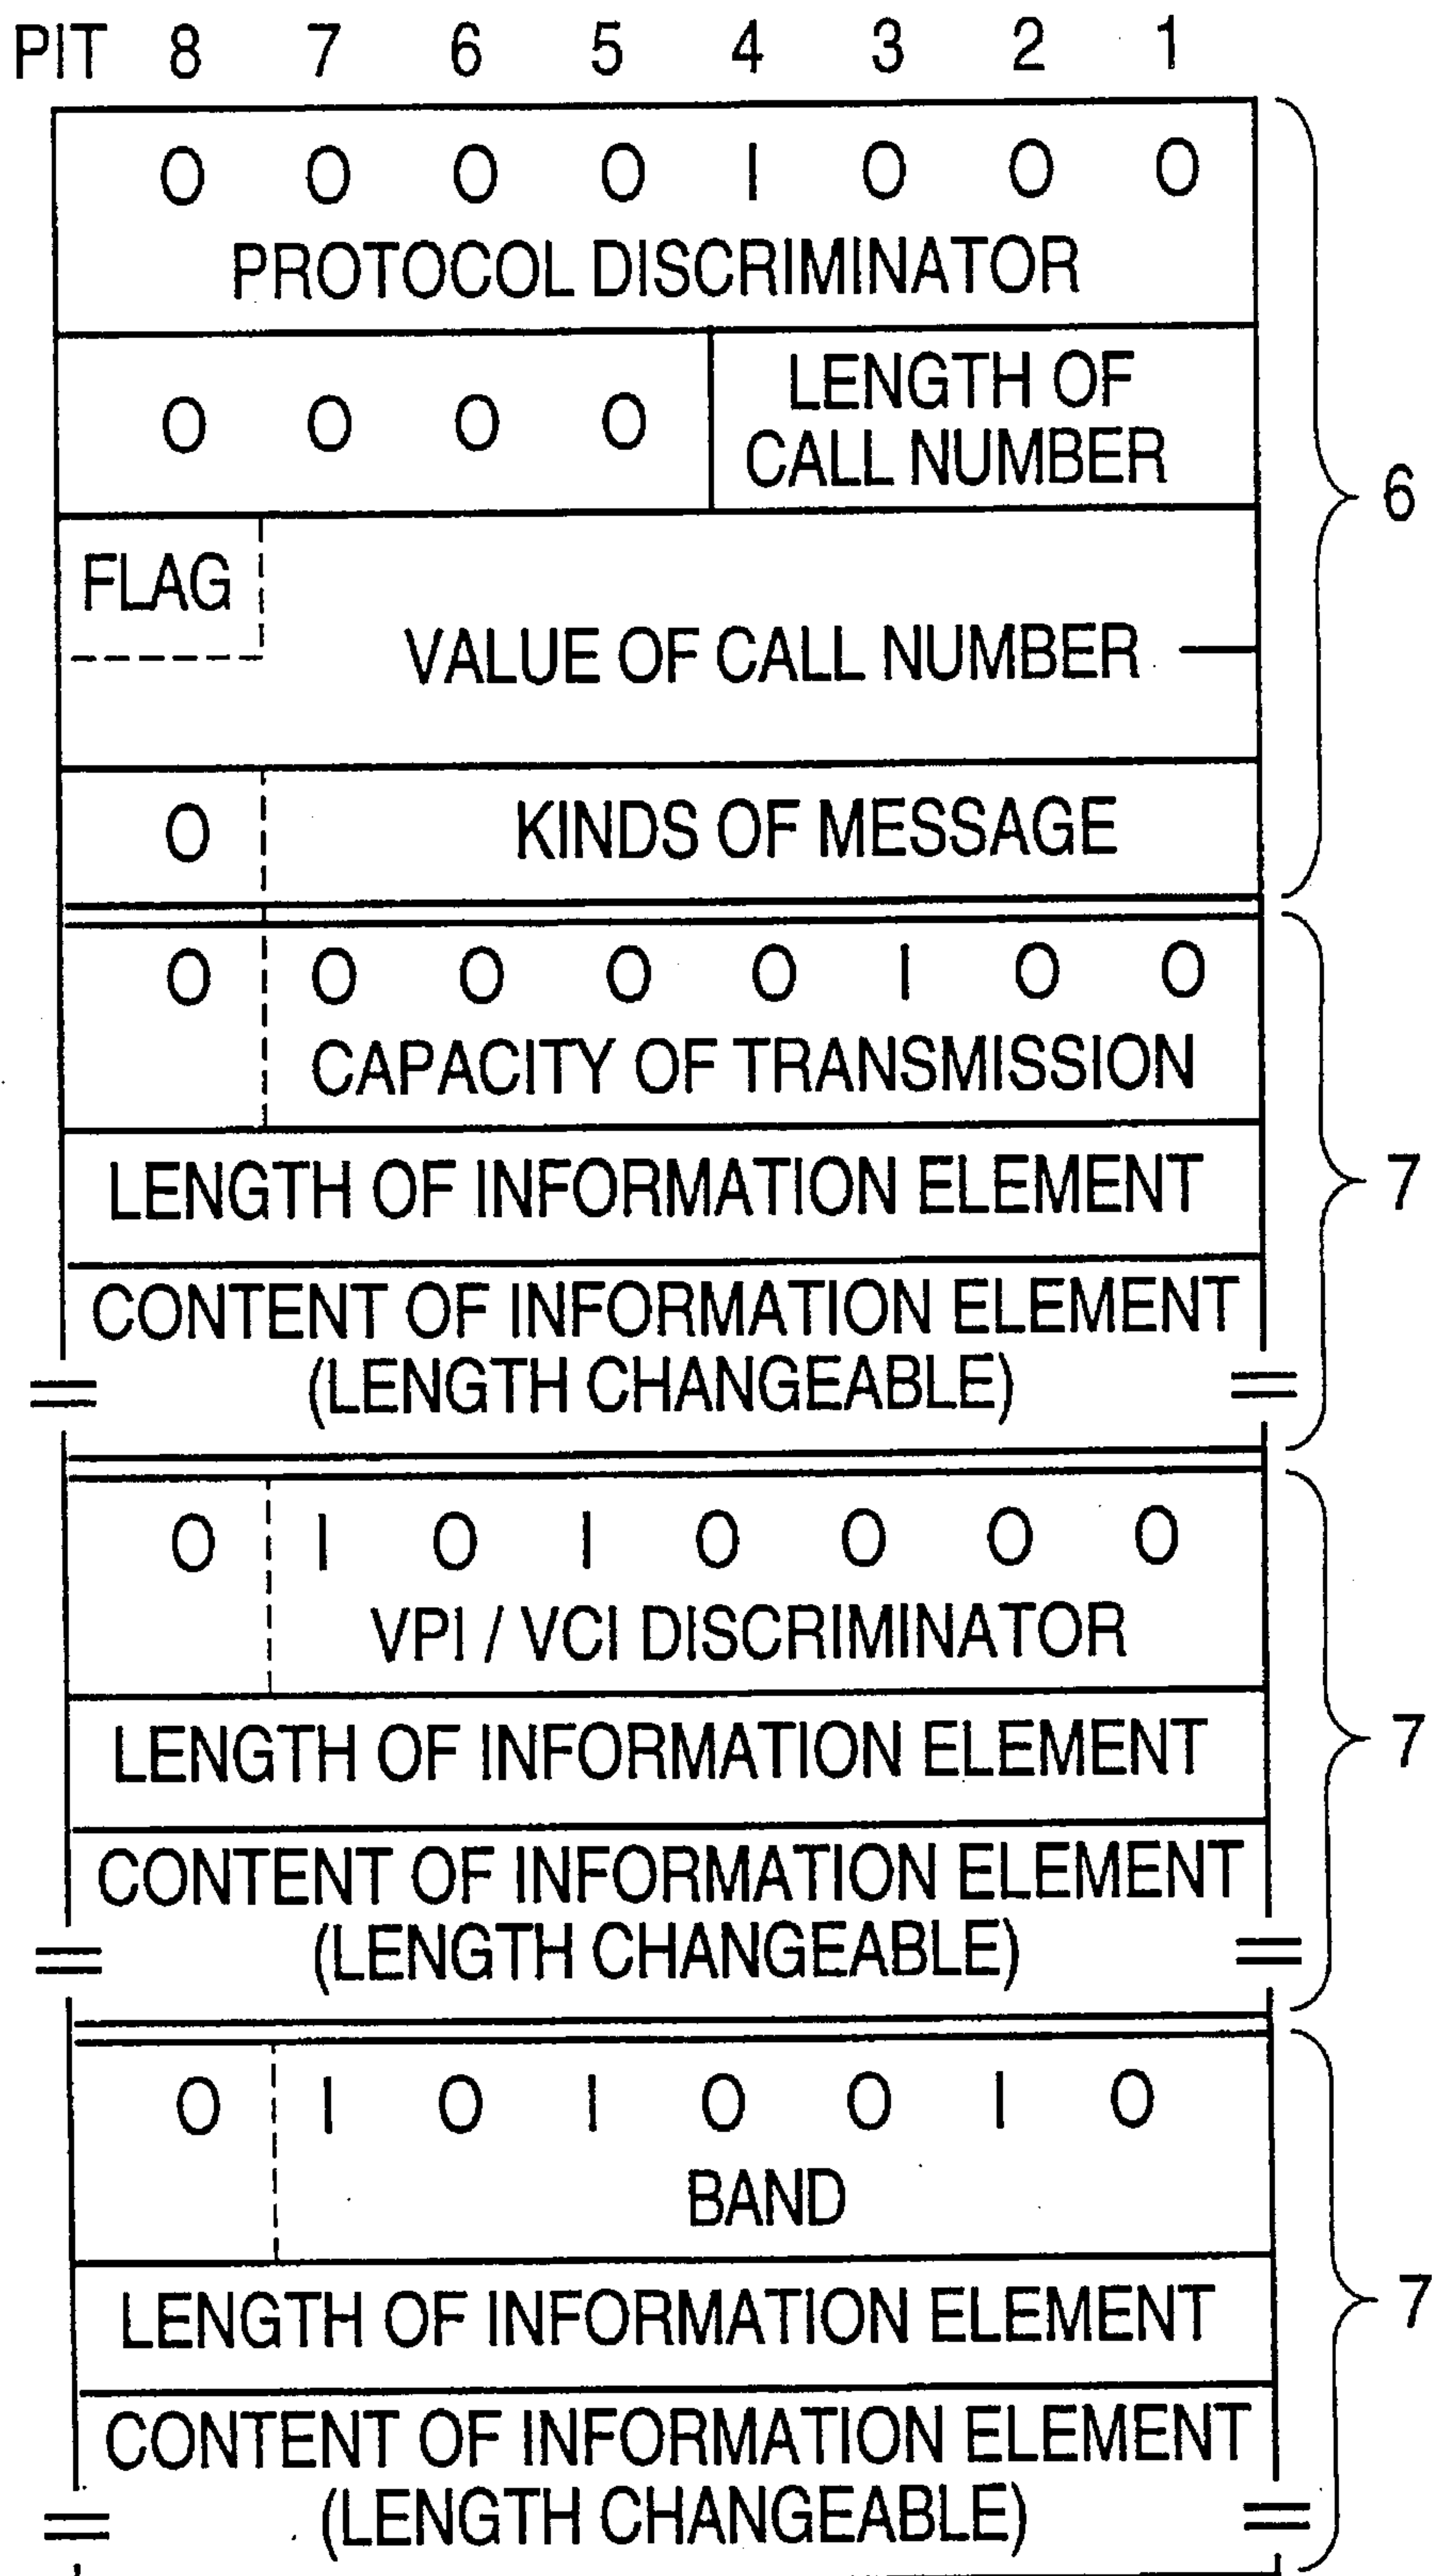 PIT 8 7 6 5 4 3 2 1
0 0 0 0 1 0 0 0
PROTOCOL DISCRIMINATOR
0 0 0 0
LENGTH OF
CALL NUMBER
6
FLAG
VALUE OF CALL NUMBER
0 KINDS OF MESSAGE
0 0 0 0 0 1 0 0
CAPACITY OF TRANSMISSION
LENGTH OF INFORMATION ELEMENT
7
CONTENT OF INFORMATION ELEMENT
(LENGTH CHANGEABLE)
0 1 0 1 0 0 0 0
VPI / VCI DISCRIMINATOR
LENGTH OF INFORMATION ELEMENT
7
CONTENT OF INFORMATION ELEMENT
(LENGTH CHANGEABLE)
0 1 0 1 0 0 1 0
BAND
LENGTH OF INFORMATION ELEMENT
7
CONTENT OF INFORMATION ELEMENT
(LENGTH CHANGEABLE)